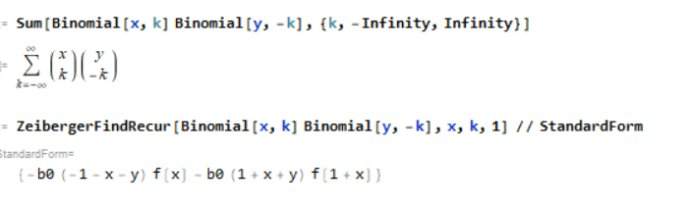 = Sum[Binomial[x, k] Binomial[y, -k], {k, -Infinity, Infinity}]
= ∑_{k=-∞}^{∞} (x k)(y -k)
= ZeibergerFindRecur[Binomial[x, k] Binomial[y, -k], x, k, 1] // StandardForm
StandardForm=
{-b0 (-1 - x - y) f[x] - b0 (1 + x + y) f[1 + x]}